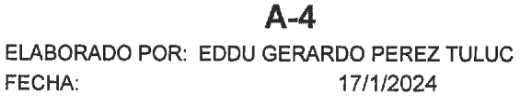 A-4
ELABORADO POR: EDDU GERARDO PEREZ TULUC
FECHA: 17/1/2024